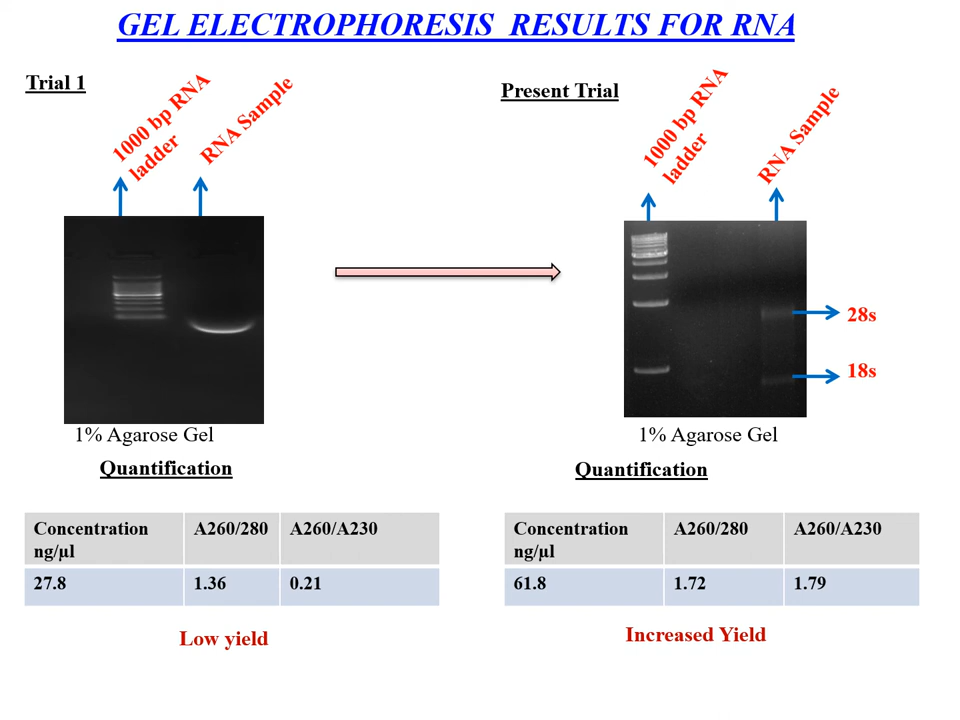 GEL ELECTROPHORESIS RESULTS FOR RNA
Trial 1
1000 bp RNA
ladder
RNA Sample
1% Agarose Gel
Quantification
Concentration ng/µl A260/280 A260/A230
27.8 1.36 0.21
Low yield
Present Trial
1000 bp RNA
ladder
RNA Sample
28s
18s
1% Agarose Gel
Quantification
Concentration ng/µl A260/280 A260/A230
61.8 1.72 1.79
Increased Yield